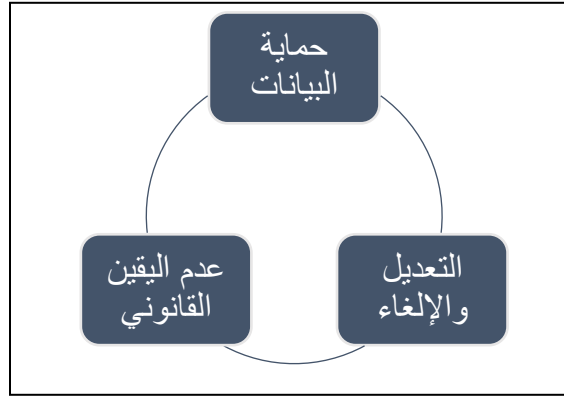 حماية
البيانات
التعديل
والإلغاء
عدم اليقين
القانوني